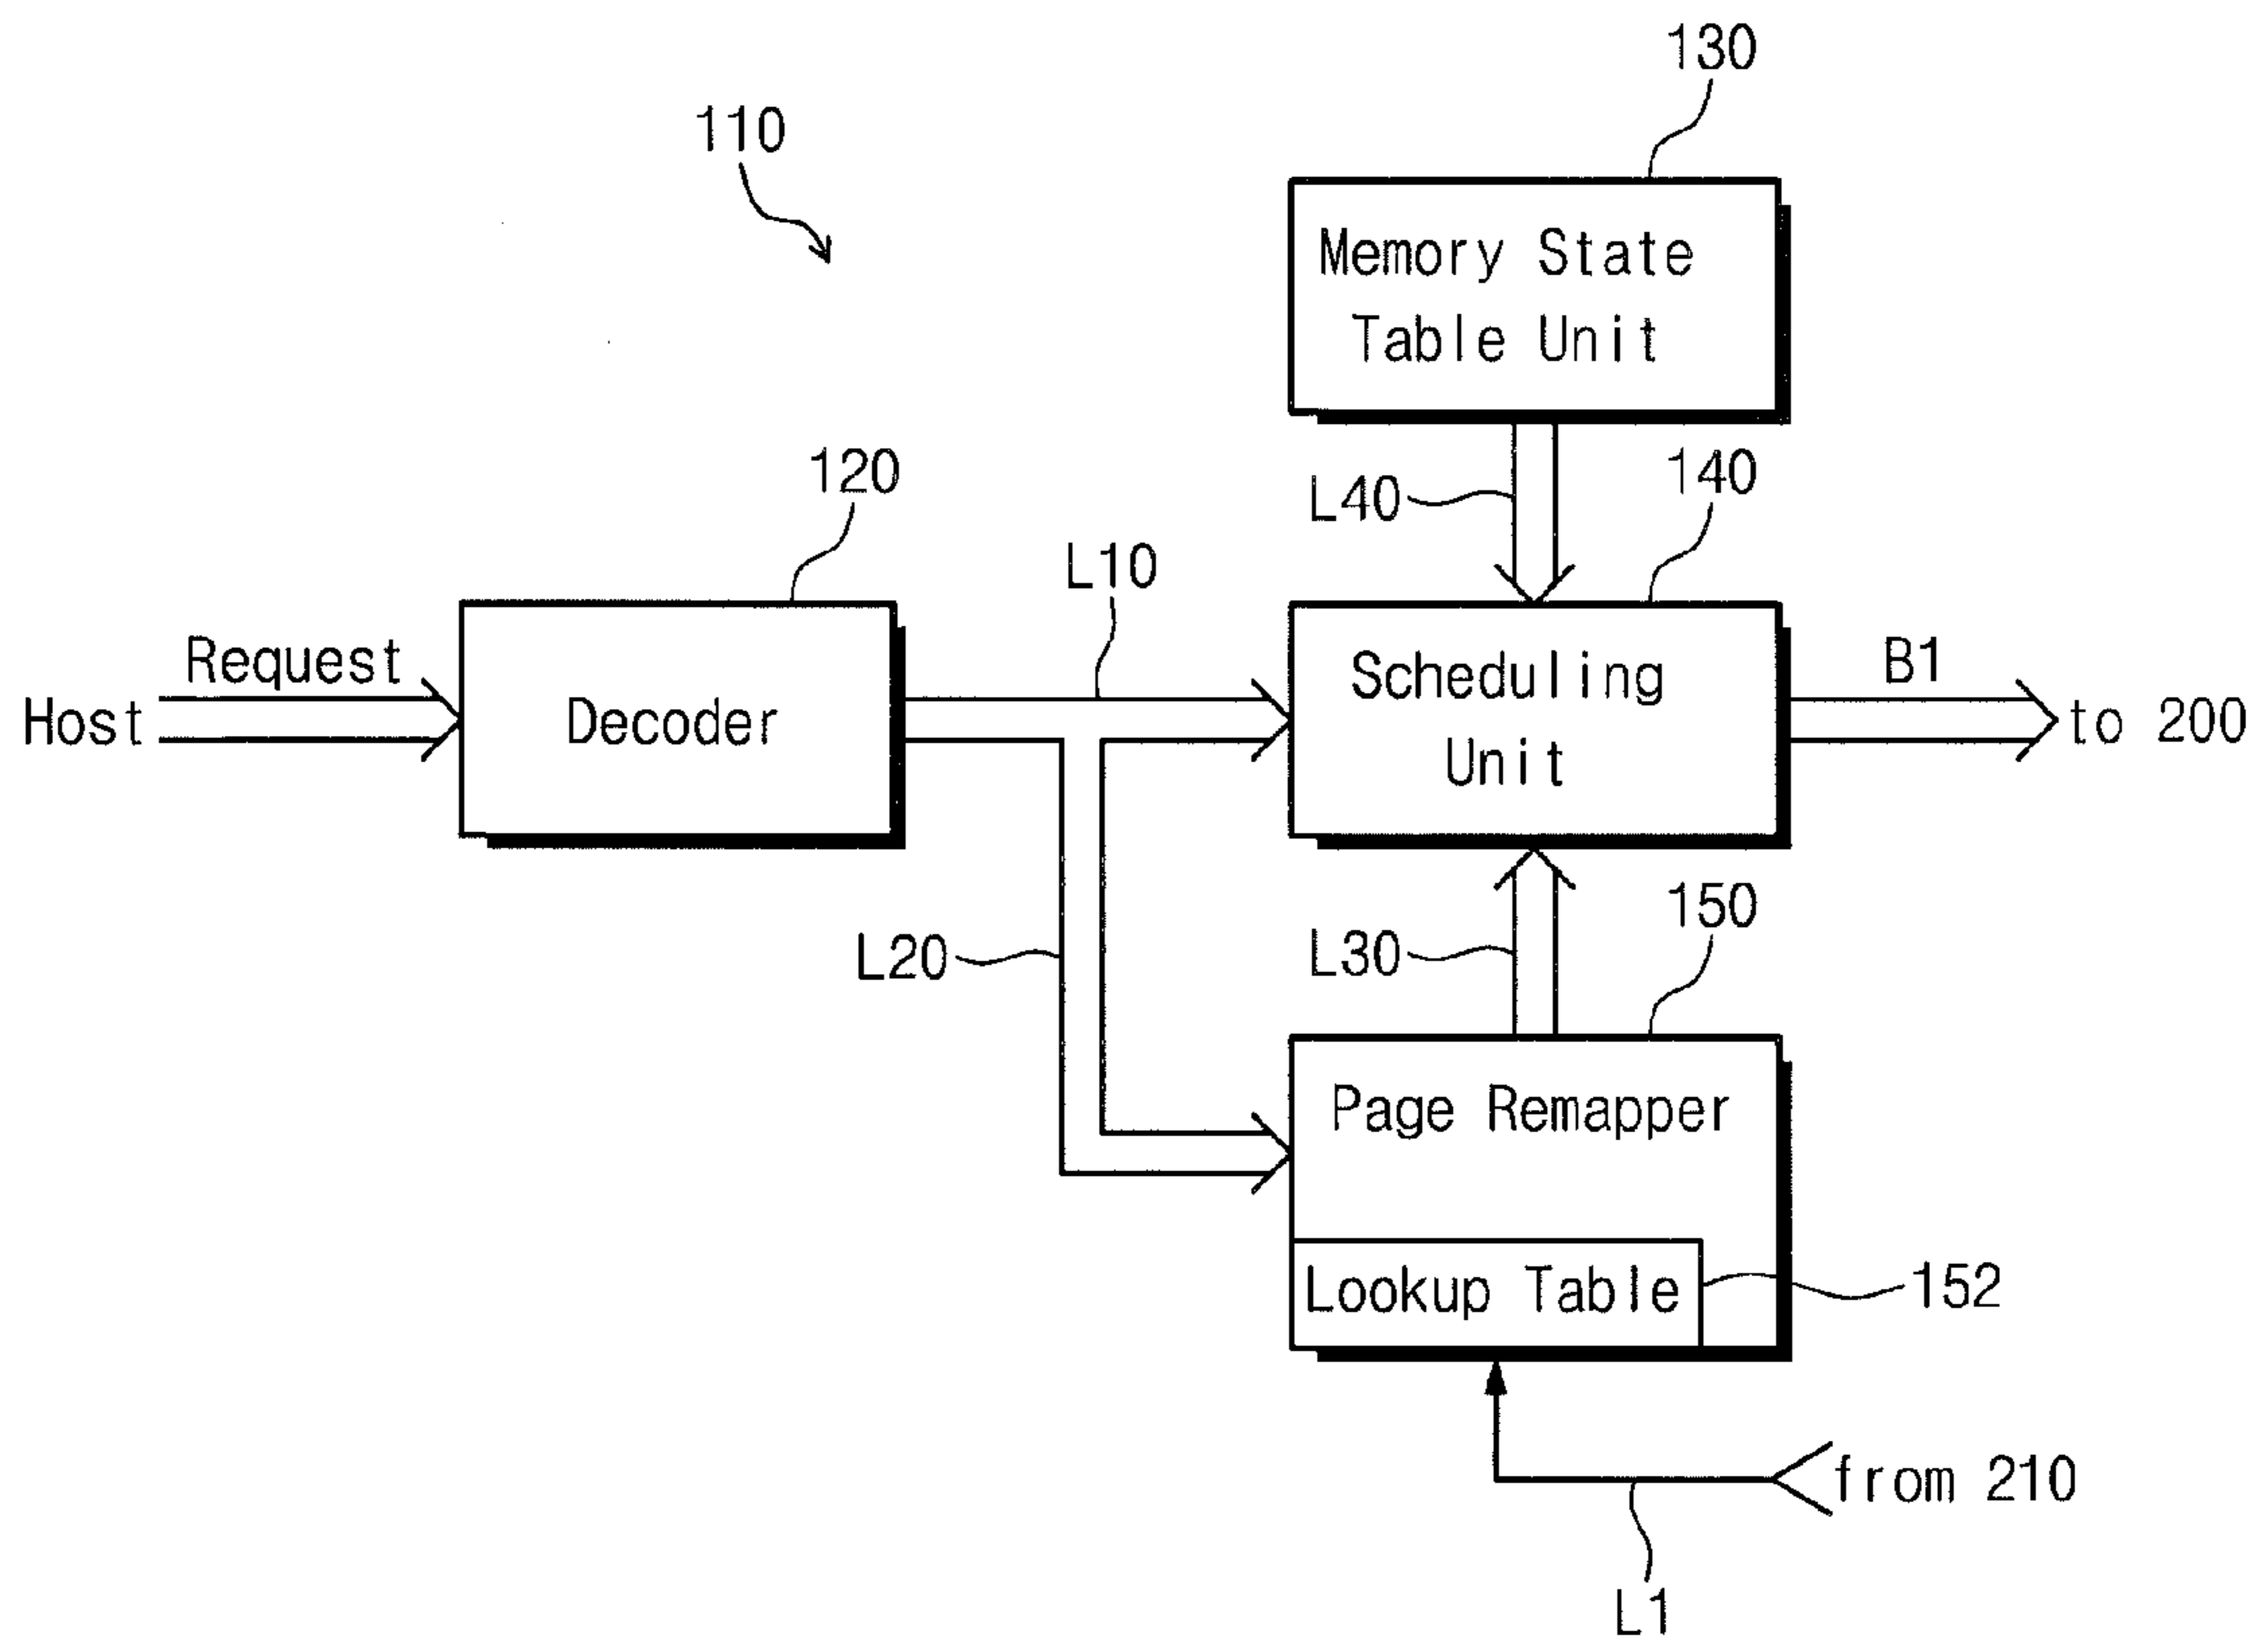 130
110
Memory State
Table Unit
120
L40
140
L10
Request
Host
Decoder
Scheduling
Unit
B1
to 200
L20
L30
150
Page Remapper
Lookup Table
152
from 210
L1